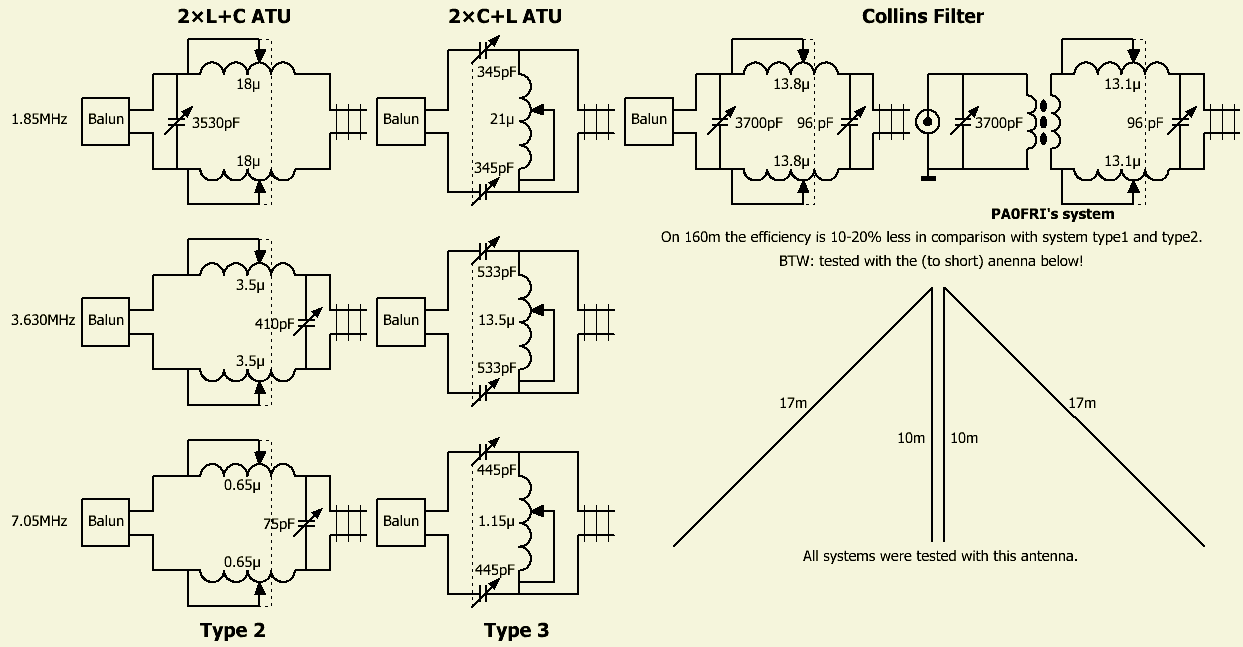 2×L+C ATU
2×C+L ATU
Collins Filter
18µ
345pF
13.8µ
13.1µ
1.85MHz
Balun
3530pF
Balun
21µ
Balun
3700pF
96 pF
3700pF
96 pF
18µ
345pF
13.8µ
13.1µ
PA0FRI's system
On 160m the efficiency is 10-20% less in comparison with system type1 and type2.
BTW: tested with the (to short) anenna below!
3.5µ
533pF
3.630MHz
Balun
410pF
Balun
13.5µ
3.5µ
533pF
17m
17m
10m
10m
0.65µ
445pF
7.05MHz
Balun
75pF
Balun
1.15µ
0.65µ
445pF
All systems were tested with this antenna.
Type 2
Type 3